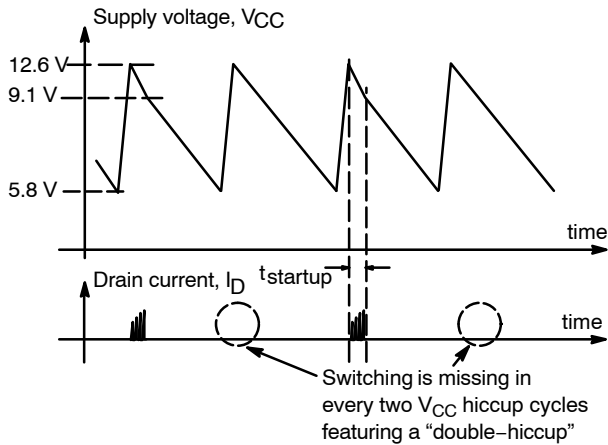 Supply voltage, VCC
12.6 V
9.1 V
5.8 V
time
tstartup
Drain current, ID
time
Switching is missing in
every two VCC hiccup cycles
featuring a “double−hiccup”